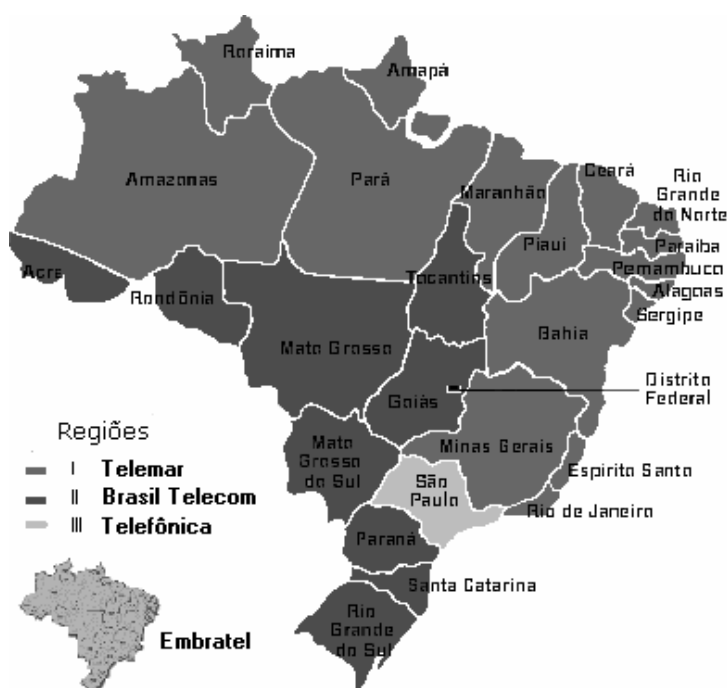 Roraima
Amapá
Amazonas
Pará
Maranhão
Ceará
Rio
Grande
do Norte
Piaui
Paraiba
Pernambuco
Alagoas
Sergipe
Acre
Rondônia
Tocantins
Mato Grosso
Bahia
Goiás
Distrito
Federal
Mato
Grosso
do Sul
Minas Gerais
São
Paulo
Espirito Santo
Rio de Janeiro
Paraná
Santa Catarina
Rio
Grande
do Sul
Regiões
I Telemar
II Brasil Telecom
III Telefônica
Embratel